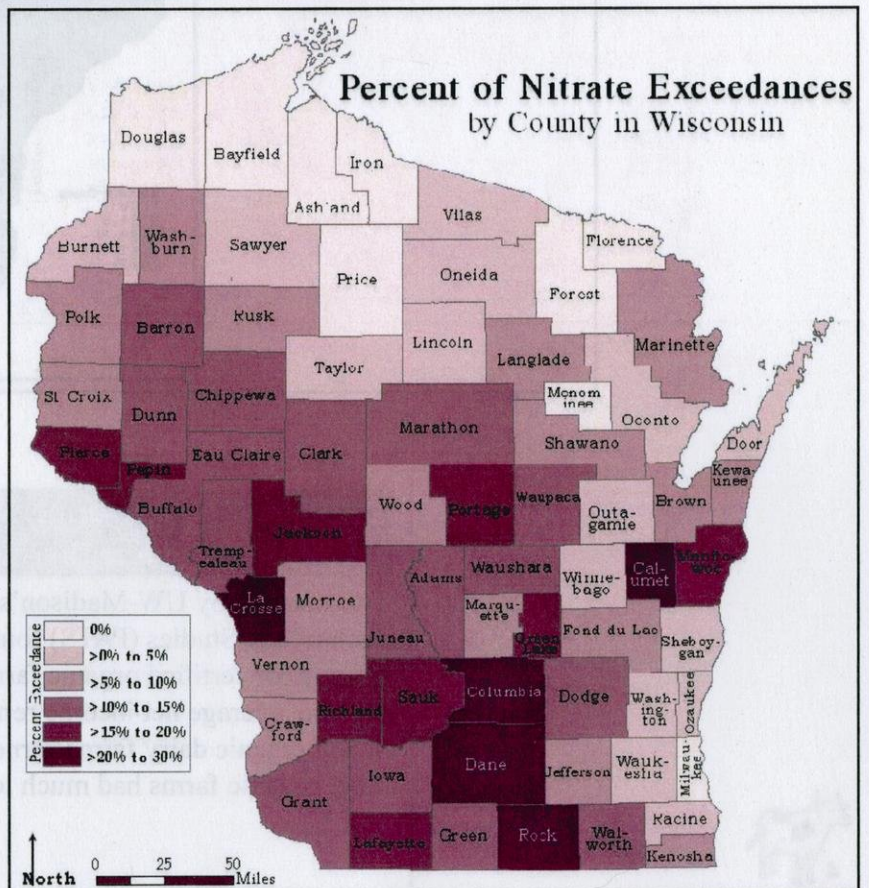 Percent of Nitrate Exceedances
by County in Wisconsin
Douglas
Bayfield
Iron
Ashland
Vilas
Florence
Burnett
Wash-
burn
Sawyer
Price
Oneida
Forest
Polk
Barron
Rusk
Lincoln
Langlade
Marinette
Taylor
St Croix
Dunn
Chippewa
Marathon
Menom
inee
Oconto
Shawano
Door
Pierce
Pepin
Eau Claire
Clark
Kewa-
unee
Buffalo
Wood
Portage
Waupaca
Outa-
gamie
Brown
Jackson
Tremp-
ealeau
Adams
Waushara
Winne-
bago
Cal-
umet
Manito-
woc
La
Crosse
Monroe
Marqu-
ette
Green
Lake
Fond du Lac
Juneau
Sheboy-
gan
Vernon
Richland
Sauk
Columbia
Dodge
Wash-
ing-
ton
Ozaukee
Craw-
ford
Iowa
Dane
Jefferson
Wauk-
esha
Milwau-
kee
Grant
Lafayette
Green
Rock
Wal-
worth
Racine
Kenosha
Percent Exceedance
0%
>0% to 5%
>5% to 10%
>10% to 15%
>15% to 20%
>20% to 30%
North
0 25 50
Miles